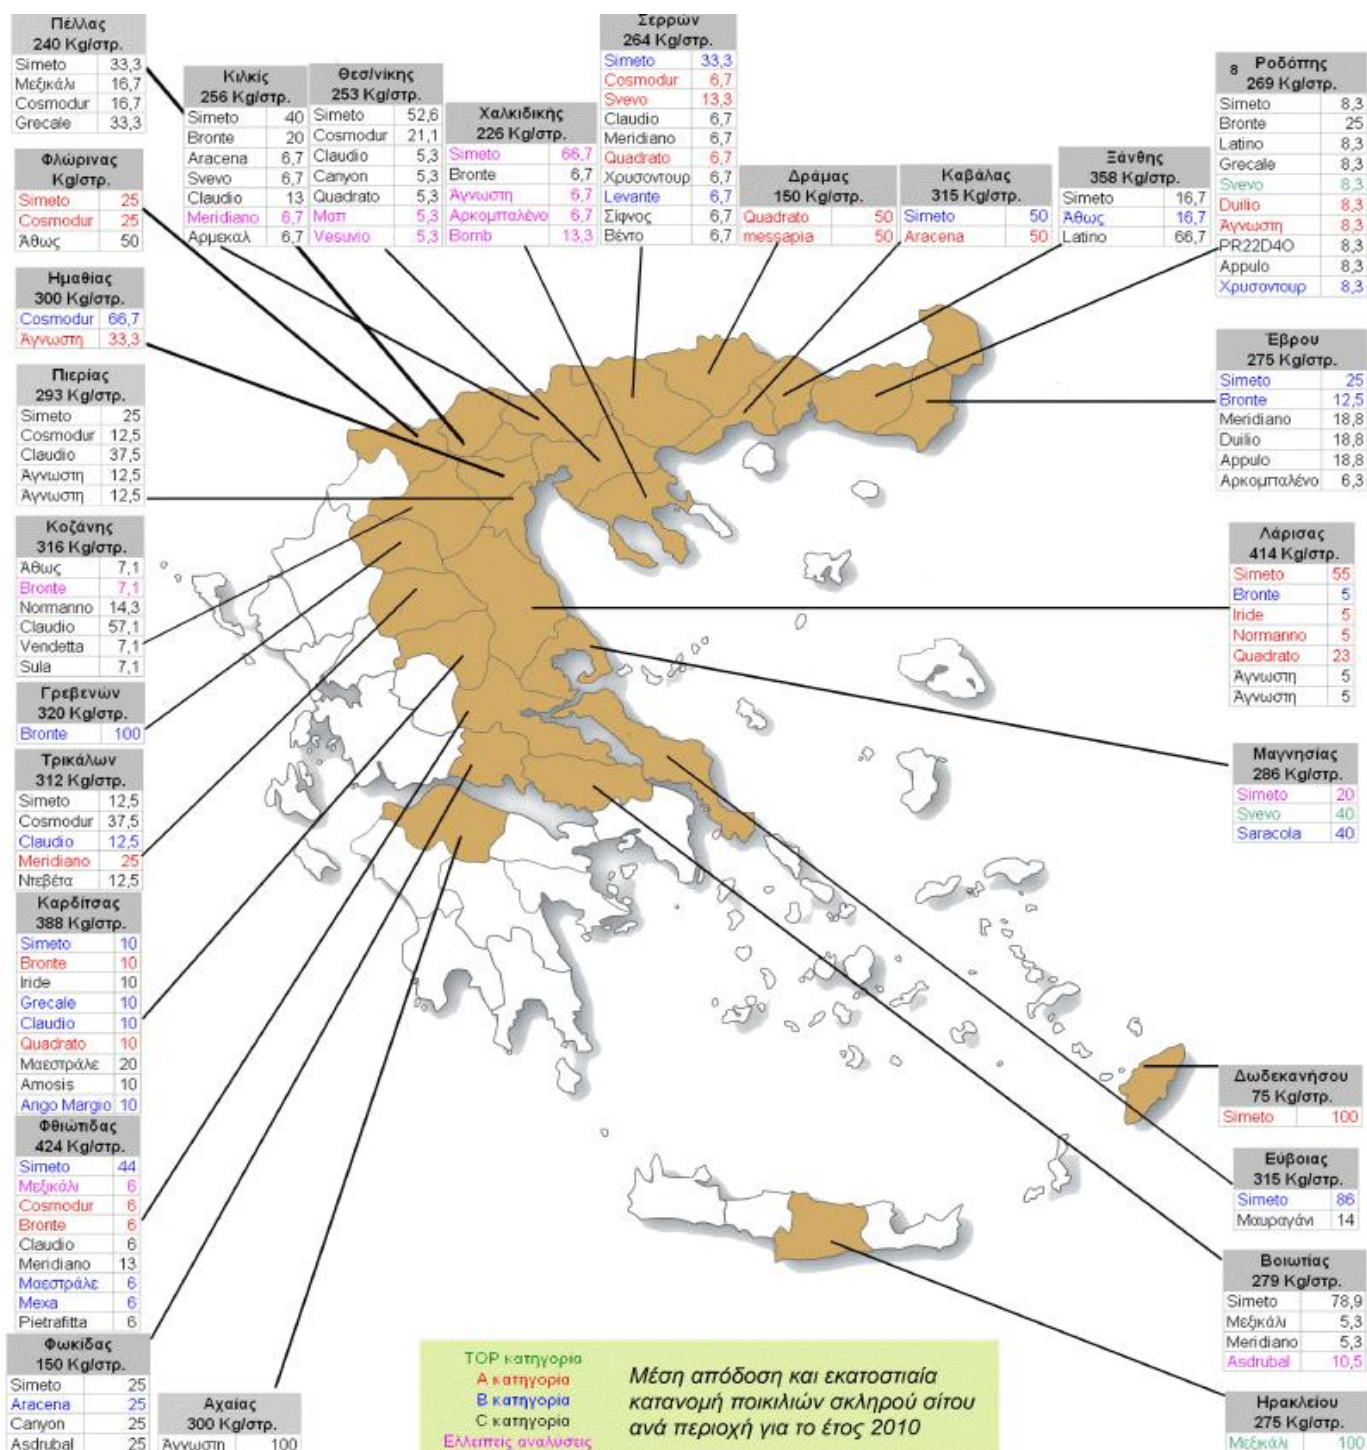 Πέλλας
240 Kg/στρ.
Simeto 33,3
Μεξικάλι 16,7
Cosmodur 16,7
Grecale 33,3
Φλώρινας
Kg/στρ.
Simeto 25
Cosmodur 25
Άθως 50
Ημαθίας
300 Kg/στρ.
Cosmodur 66,7
Άγνωστη 33,3
Πιερίας
293 Kg/στρ.
Simeto 25
Cosmodur 12,5
Claudio 37,5
Άγνωστη 12,5
Άγνωστη 12,5
Κοζάνης
316 Kg/στρ.
Άθως 7,1
Bronte 7,1
Normanno 14,3
Claudio 57,1
Vendetta 7,1
Sula 7,1
Γρεβενών
320 Kg/στρ.
Bronte 100
Τρικάλων
312 Kg/στρ.
Simeto 12,5
Cosmodur 37,5
Claudio 12,5
Meridiano 25
Ντεβέτα 12,5
Καρδίτσας
388 Kg/στρ.
Simeto 10
Bronte 10
Iride 10
Grecale 10
Claudio 10
Quadrato 10
Μαεστράλε 20
Amosis 10
Ango Margio 10
Φθιώτιδας
424 Kg/στρ.
Simeto 44
Μεξικάλι 6
Cosmodur 6
Bronte 6
Claudio 6
Meridiano 13
Μαεστράλε 6
Mexa 6
Pietrafitta 6
Φωκίδας
150 Kg/στρ.
Simeto 25
Aracena 25
Canyon 25
Asdrubal 25
Αχαίας
300 Kg/στρ.
Άγνωστη 100
Κιλκίς
256 Kg/στρ.
Simeto 40
Bronte 20
Aracena 6,7
Svevo 6,7
Claudio 13
Meridiano 6,7
Αρμεκαλ 6,7
Θεσ/νίκης
253 Kg/στρ.
Simeto 52,6
Cosmodur 21,1
Claudio 5,3
Canyon 5,3
Quadrato 5,3
Ματι 5,3
Vesuvio 5,3
Χαλκιδικής
226 Kg/στρ.
Simeto 66,7
Bronte 6,7
Άγνωστη 6,7
Αρκομπαλένο 6,7
Bomb 13,3
Σερρών
264 Kg/στρ.
Simeto 33,3
Cosmodur 6,7
Svevo 13,3
Claudio 6,7
Meridiano 6,7
Quadrato 6,7
Χρυσοντουρ 6,7
Levante 6,7
Σίφνος 6,7
Βέντο 6,7
Δράμας
150 Kg/στρ.
Quadrato 50
messapia 50
Καβάλας
315 Kg/στρ.
Simeto 50
Aracena 50
Ξάνθης
358 Kg/στρ.
Simeto 16,7
Άθως 16,7
Latino 66,7
8 Ροδόπης
269 Kg/στρ.
Simeto 8,3
Bronte 25
Latino 8,3
Grecale 8,3
Svevo 8,3
Duilio 8,3
Άγνωστη 8,3
PR22D4O 8,3
Appulo 8,3
Χρυσοντουρ 8,3
Έβρου
275 Kg/στρ.
Simeto 25
Bronte 12,5
Meridiano 18,8
Duilio 18,8
Appulo 18,8
Αρκομπαλένο 6,3
Λάρισας
414 Kg/στρ.
Simeto 55
Bronte 5
Iride 5
Normanno 5
Quadrato 23
Άγνωστη 5
Άγνωστη 5
Μαγνησίας
286 Kg/στρ.
Simeto 20
Svevo 40
Saracola 40
Δωδεκανήσου
75 Kg/στρ.
Simeto 100
Εύβοιας
315 Kg/στρ.
Simeto 86
Μαυραγάνι 14
Βοιωτίας
279 Kg/στρ.
Simeto 78,9
Μεξικάλι 5,3
Meridiano 5,3
Asdrubal 10,5
Ηρακλείου
275 Kg/στρ.
Μεξικάλι 100
TOP κατηγορια
Α κατηγορια
Β κατηγορια
C κατηγορια
Ελλειπεις αναλυσεις
Μέση απόδοση και εκατοστιαία
κατανομή ποικιλιών σκληρού σίτου
ανά περιοχή για το έτος 2010